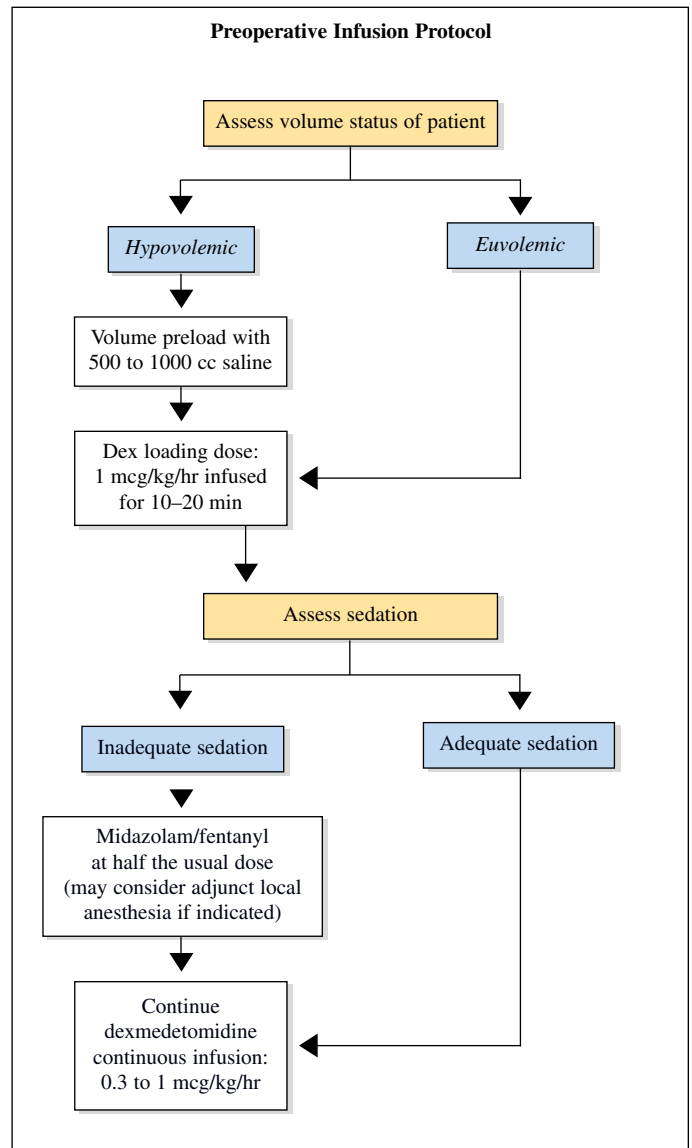 Preoperative Infusion Protocol
Assess volume status of patient
Hypovolemic
Euvolemic
Volume preload with
500 to 1000 cc saline
Dex loading dose:
1 mcg/kg/hr infused
for 10–20 min
Assess sedation
Inadequate sedation
Adequate sedation
Midazolam/fentanyl
at half the usual dose
(may consider adjunct local
anesthesia if indicated)
Continue
dexmedetomidine
continuous infusion:
0.3 to 1 mcg/kg/hr